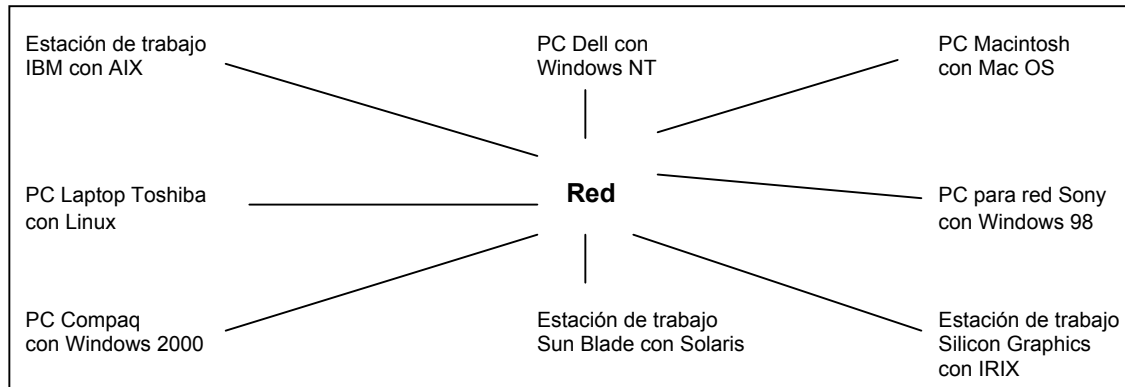 Estación de trabajo
IBM con AIX
PC Dell con
Windows NT
PC Macintosh
con Mac OS
PC Laptop Toshiba
con Linux
Red
PC para red Sony
con Windows 98
PC Compaq
con Windows 2000
Estación de trabajo
Sun Blade con Solaris
Estación de trabajo
Silicon Graphics
con IRIX